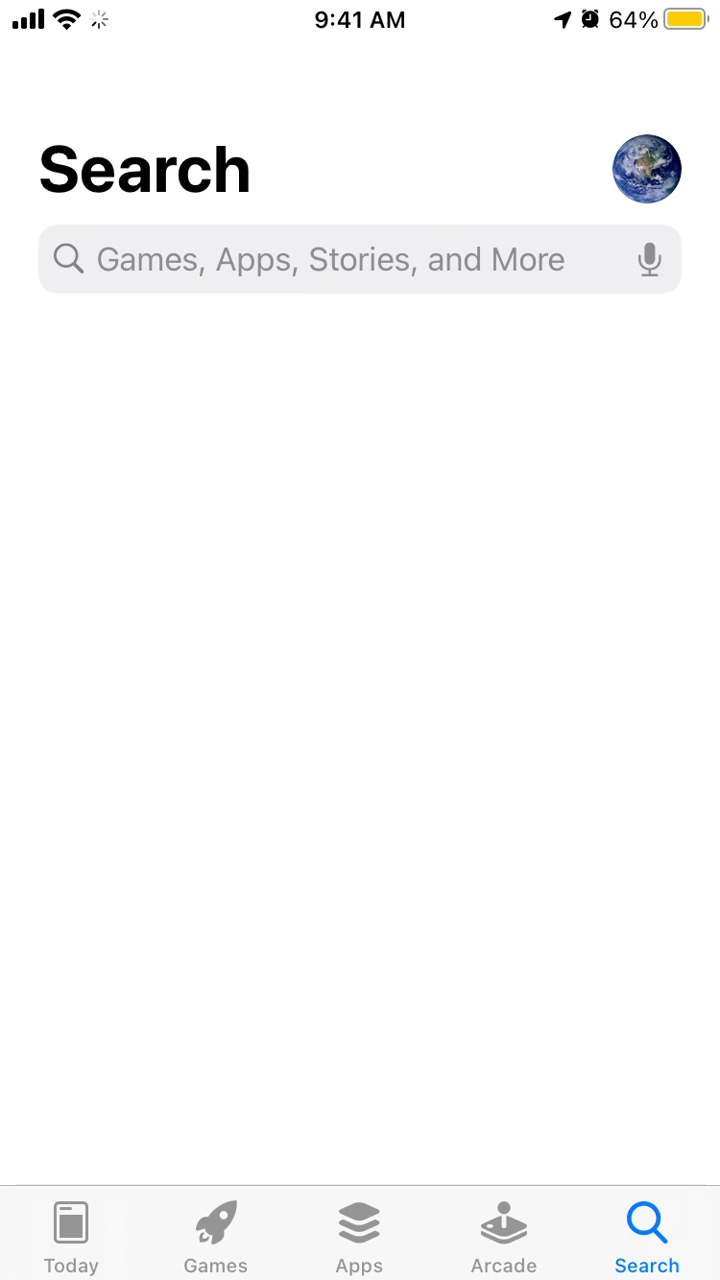 9:41 AM
64%
Search
Games, Apps, Stories, and More
Today
Games
Apps
Arcade
Search